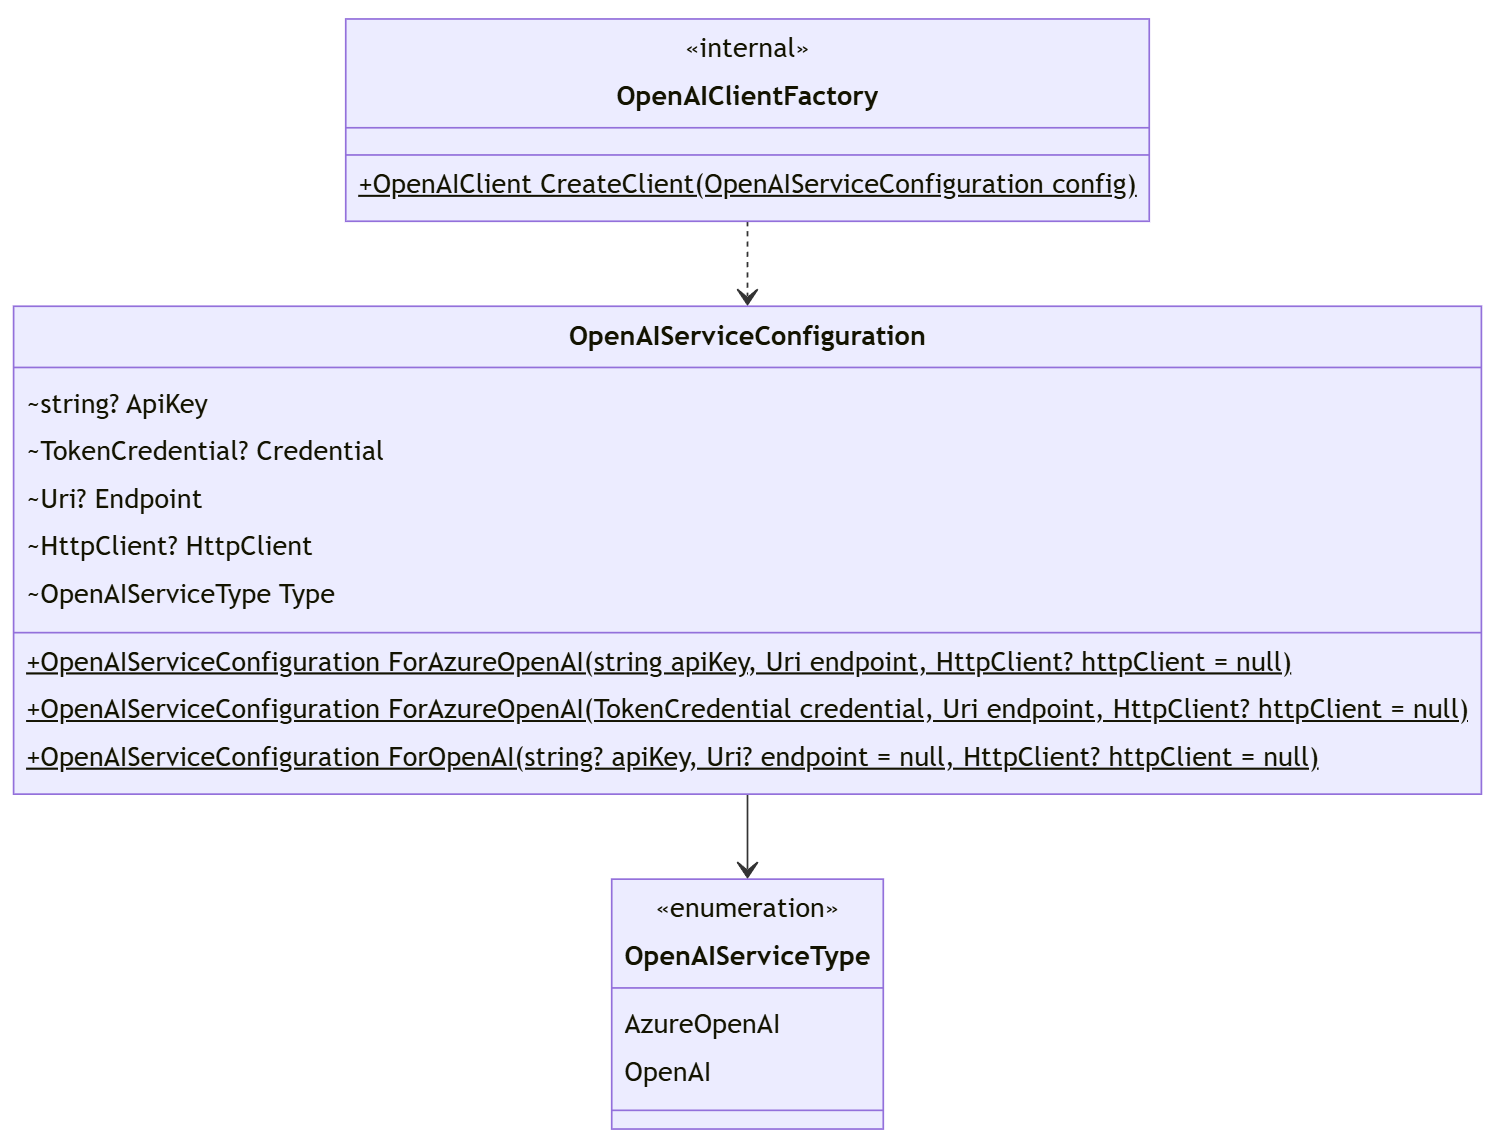 «internal»
OpenAIClientFactory
+OpenAIClient CreateClient(OpenAIServiceConfiguration config)
OpenAIServiceConfiguration
~string? ApiKey
~TokenCredential? Credential
~Uri? Endpoint
~HttpClient? HttpClient
~OpenAIServiceType Type
+OpenAIServiceConfiguration ForAzureOpenAI(string apiKey, Uri endpoint, HttpClient? httpClient = null)
+OpenAIServiceConfiguration ForAzureOpenAI(TokenCredential credential, Uri endpoint, HttpClient? httpClient = null)
+OpenAIServiceConfiguration ForOpenAI(string? apiKey, Uri? endpoint = null, HttpClient? httpClient = null)
«enumeration»
OpenAIServiceType
AzureOpenAI
OpenAI